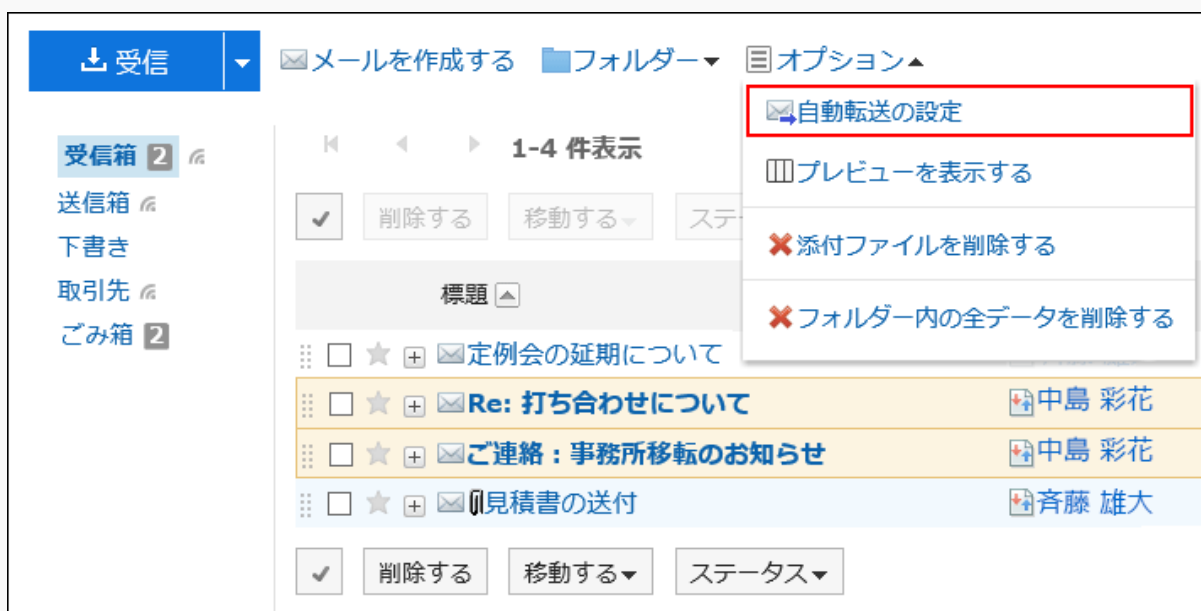 受信 メールを作成する フォルダー オプション
自動転送の設定
プレビューを表示する
添付ファイルを削除する
フォルダー内の全データを削除する
受信箱 2
送信箱
下書き
取引先
ごみ箱 2
1-4 件表示
削除する 移動する ステー
標題
定例会の延期について
Re: 打ち合わせについて 中島 彩花
ご連絡：事務所移転のお知らせ 中島 彩花
見積書の送付 斉藤 雄大
削除する 移動する ステータス